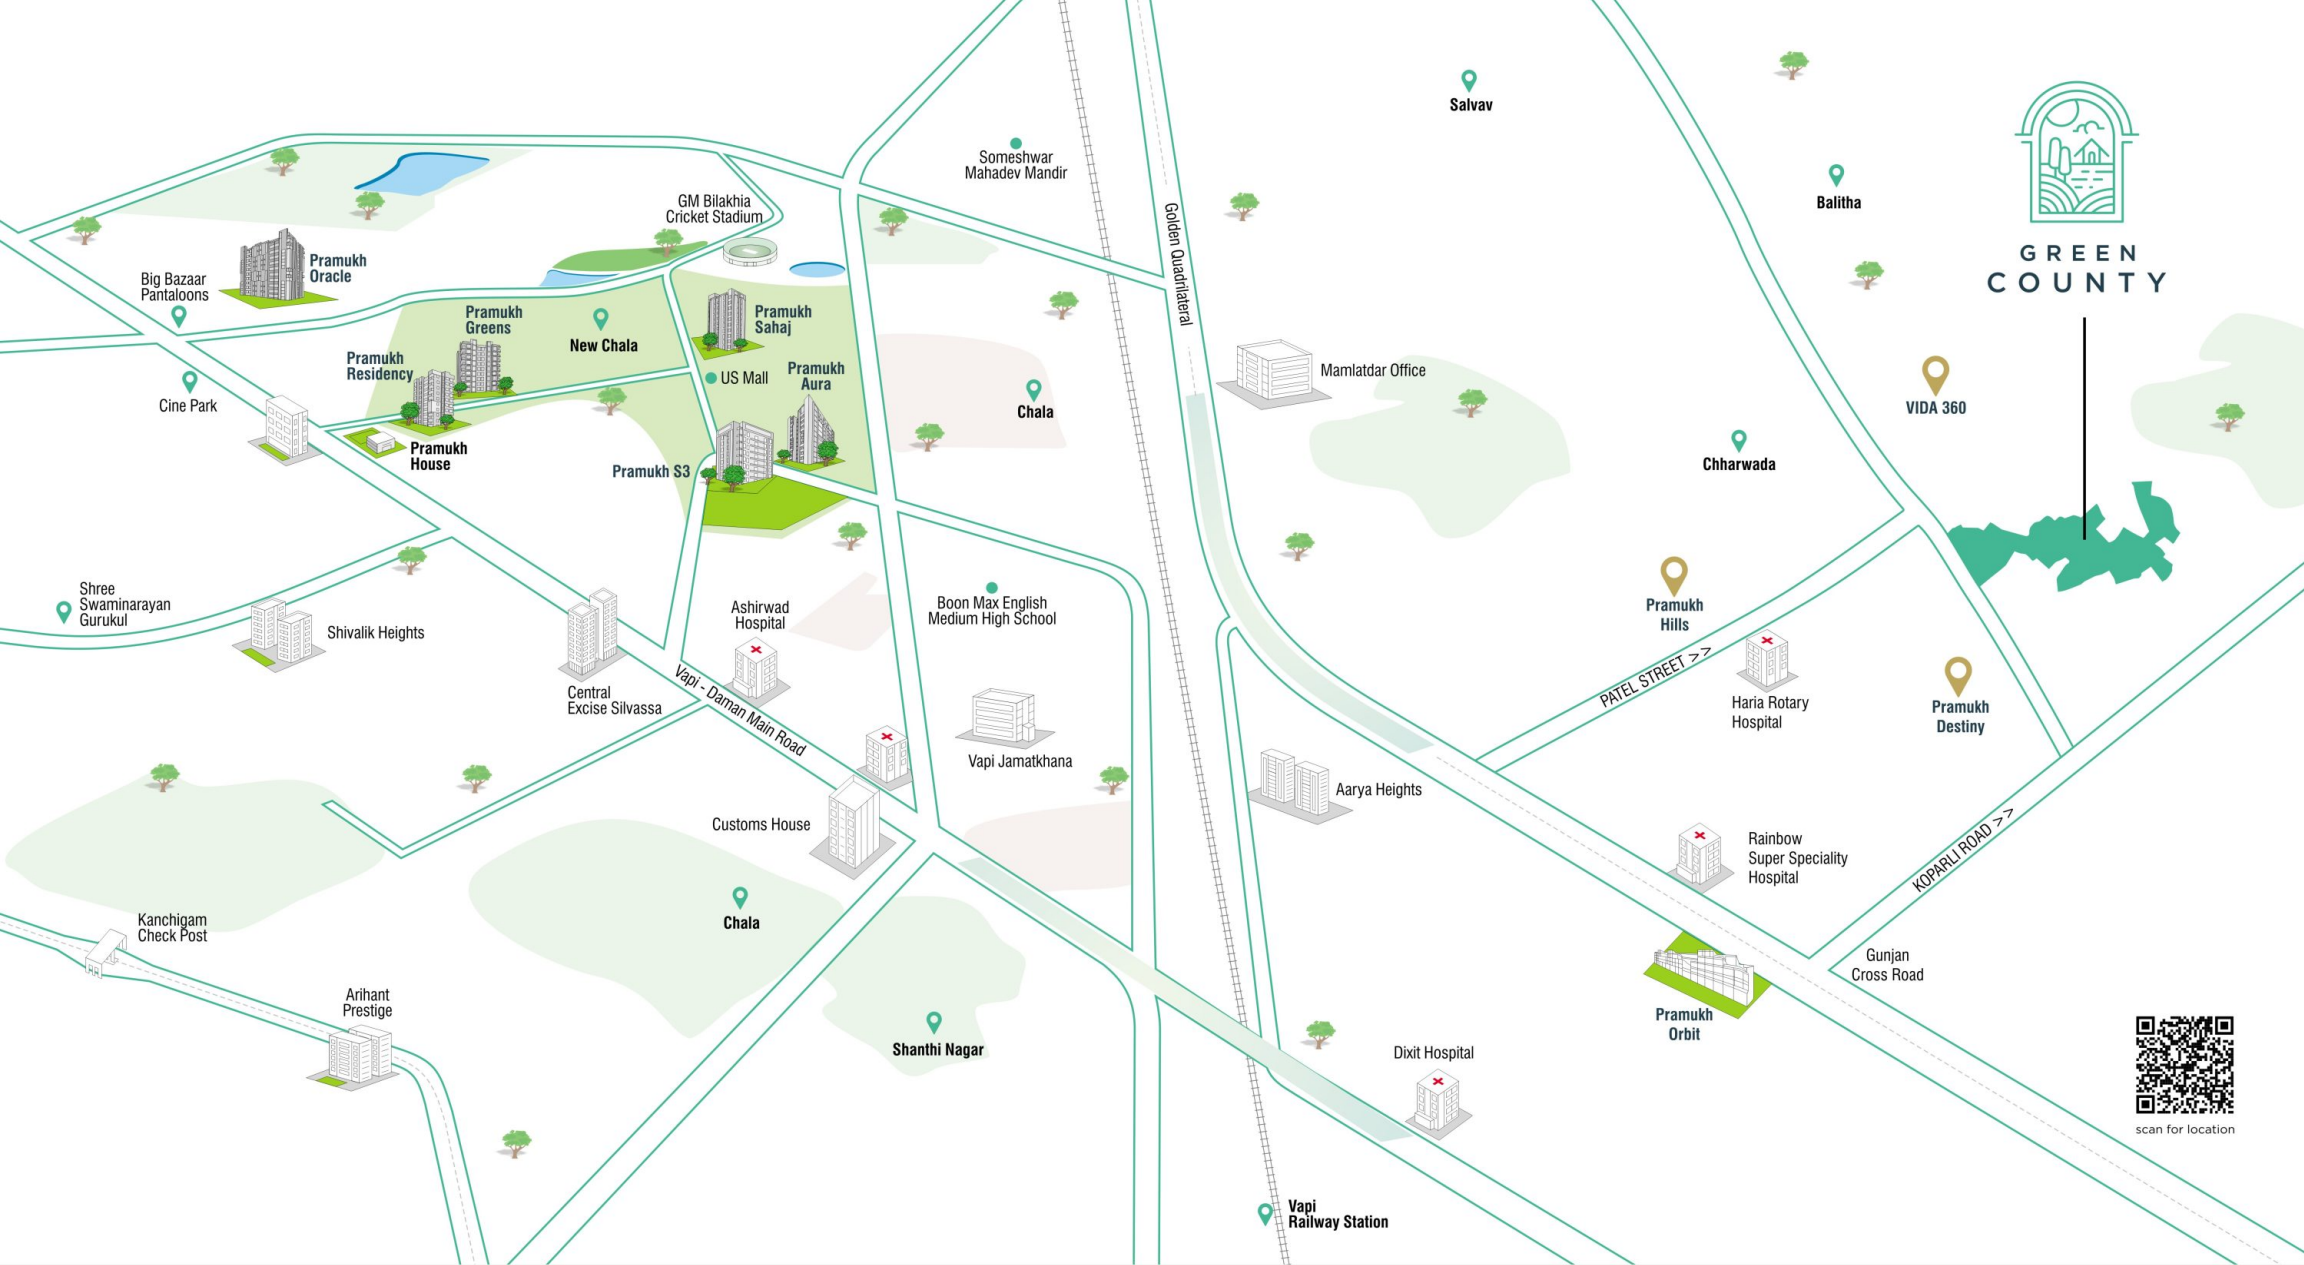 Salvav
Someshwar
Mahadev Mandir
Balitha
GM Bilakhia
Cricket Stadium
Golden Quadrilateral
GREEN
COUNTY
Pramukh
Oracle
Big Bazaar
Pantaloons
Pramukh
Greens
New Chala
Pramukh
Sahaj
Pramukh
Residency
US Mall
Pramukh
Aura
Mamlatdar Office
Cine Park
Chala
VIDA 360
Pramukh
House
Pramukh S3
Chharwada
Shre​e
Swaminarayan
Gurukul
Shivalik Heights
Ashirwad
Hospital
Boon Max English
Medium High School
Pramukh
Hills
PATEL STREET >>
Central
Excise Silvassa
Vapi - Daman Main Road
Haria Rotary
Hospital
Pramukh
Destiny
Vapi Jamatkhana
Aarya Heights
Customs House
Rainbow
Super Speciality
Hospital
KOPARLI ROAD >>
Kanchigam
Check Post
Chala
Gunjan
Cross Road
Arihant
Prestige
Shanthi Nagar
Pramukh
Orbit
Dixit Hospital
scan for location
Vapi
Railway Station